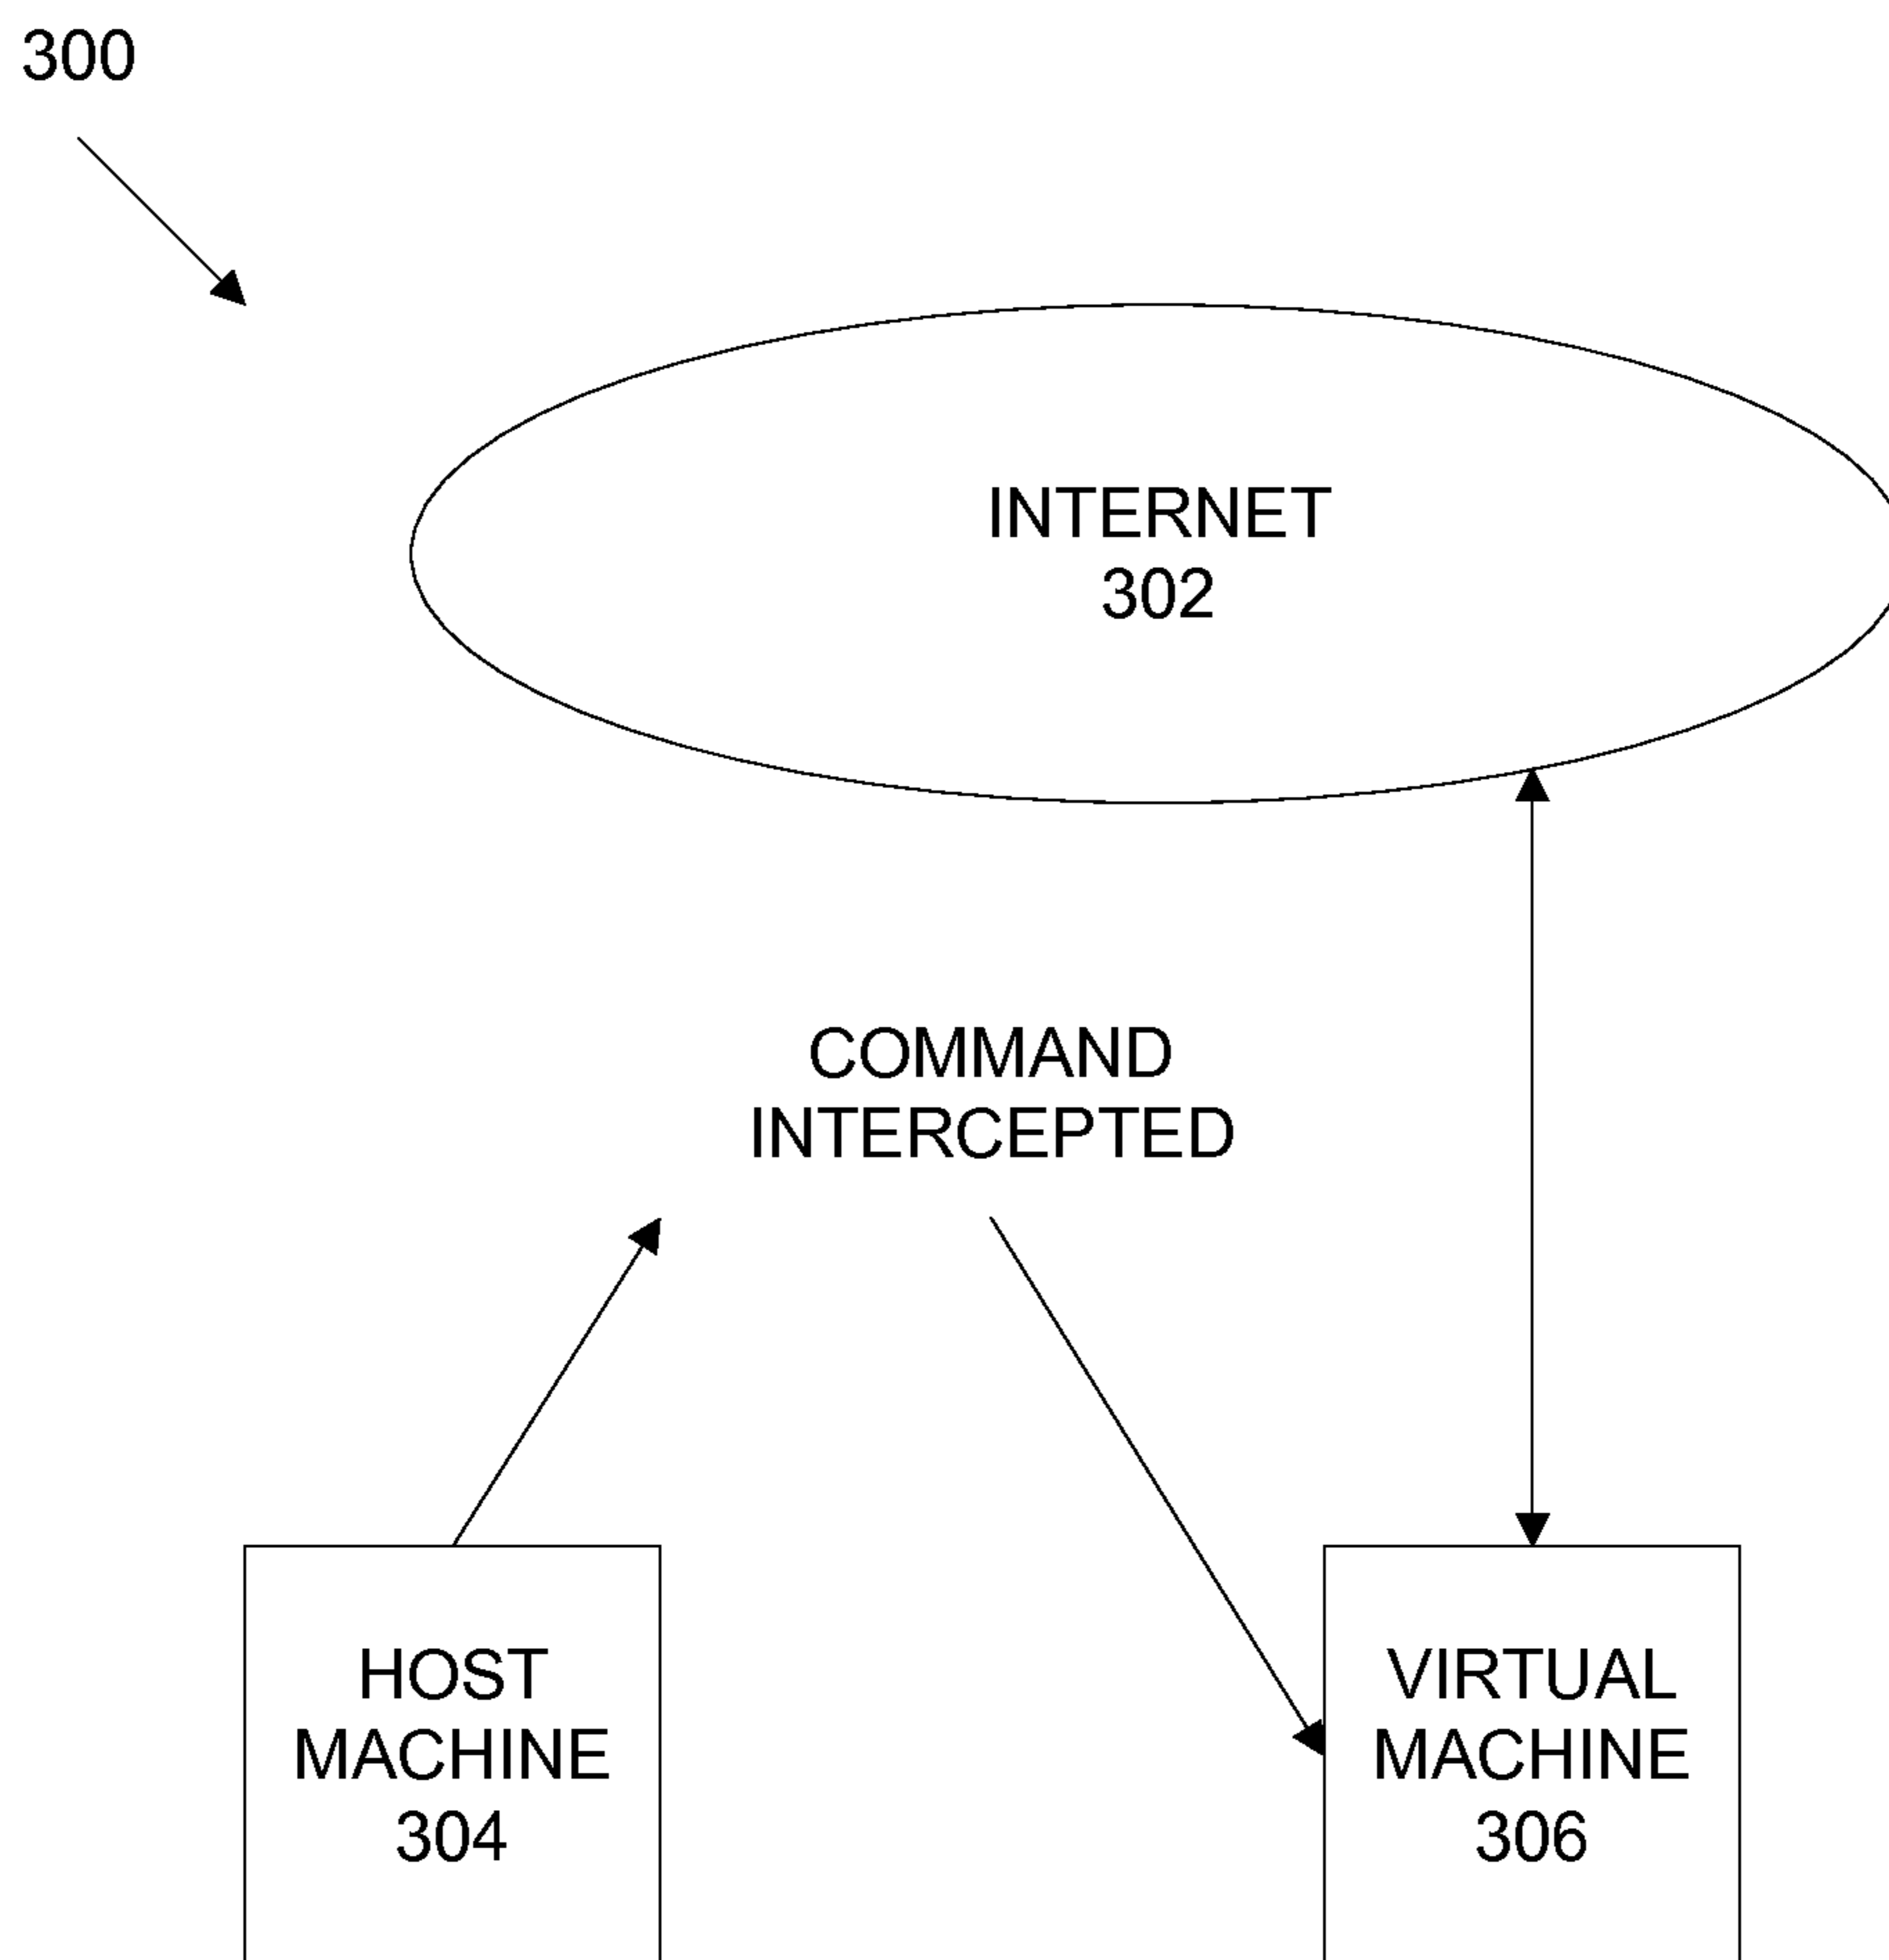 300
INTERNET
302
COMMAND
INTERCEPTED
HOST
MACHINE
304
VIRTUAL
MACHINE
306